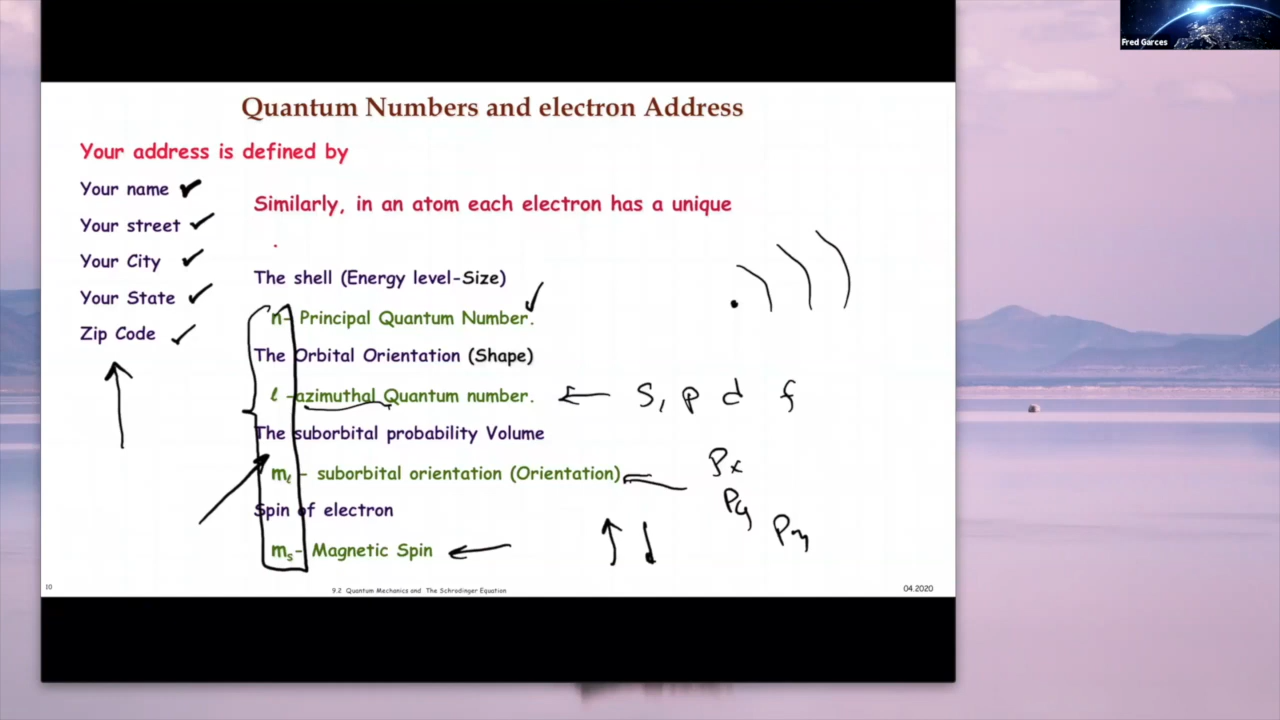 Fred Garces
Quantum Numbers and electron Address
Your address is defined by
Your name
Your street
Your City
Your State
Zip Code
Similarly, in an atom each electron has a unique
The shell (Energy level-Size)
n- Principal Quantum Number.
The Orbital Orientation (Shape)
ℓ -azimuthal Quantum number. S, p d f
The suborbital probability Volume
mℓ - suborbital orientation (Orientation)
Px
Py
Spin of electron
ms- Magnetic Spin
10
9.2 Quantum Mechanics and The Schrodinger Equation
04.2020